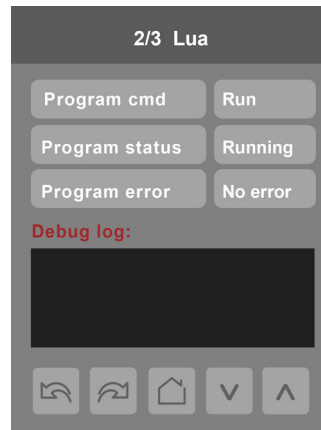 2/3 Lua
Program cmd Run
Program status Running
Program error No error
Debug log: